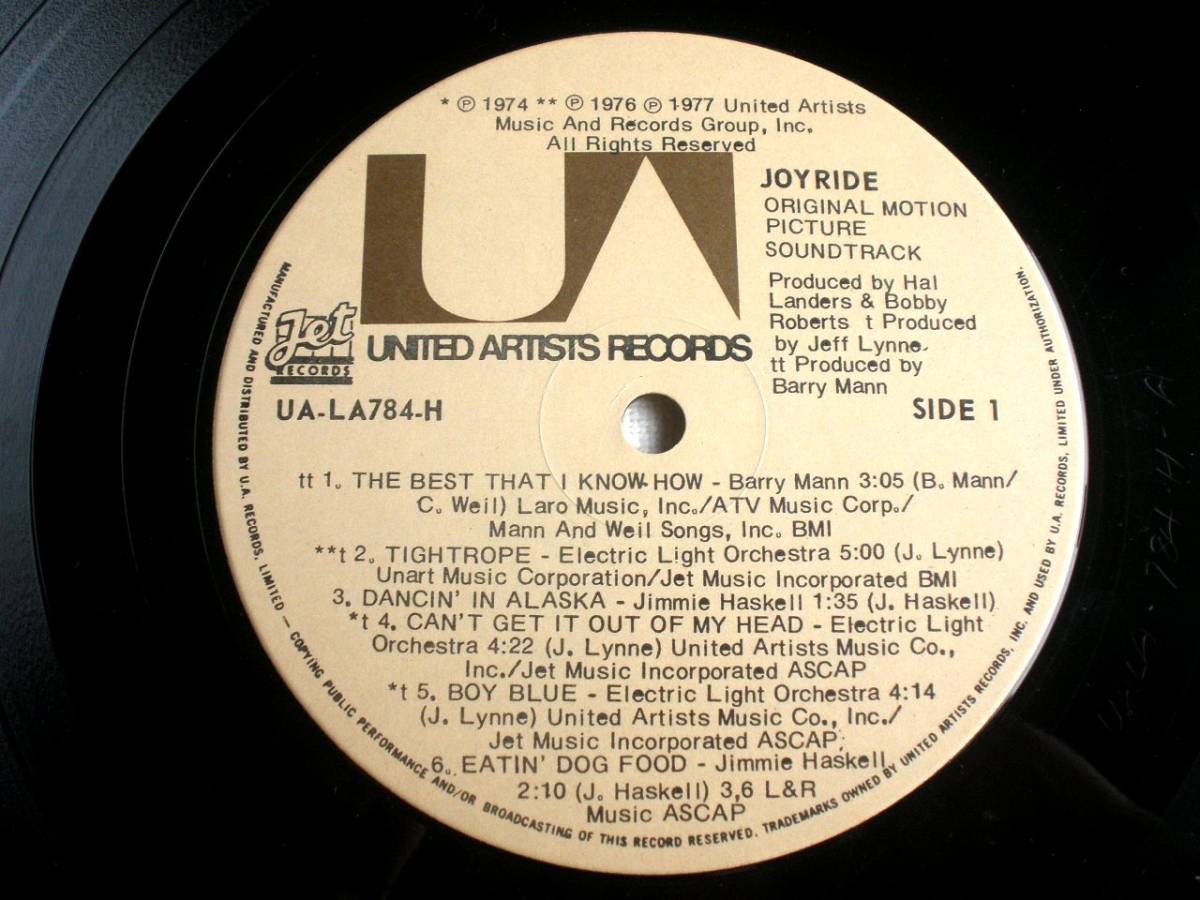 * ℗ 1974 ** ℗ 1976 ℗ 1977 United Artists
Music And Records Group, Inc.
All Rights Reserved
UA
JOYRIDE
ORIGINAL MOTION
PICTURE
SOUNDTRACK
Produced by Hal
Landers & Bobby
Roberts t Produced
by Jeff Lynne
tt Produced by
Barry Mann
Jet
RECORDS
UNITED ARTISTS RECORDS
UA-LA784-H
SIDE 1
tt 1. THE BEST THAT I KNOW HOW - Barry Mann 3:05 (B. Mann/
C. Weil) Laro Music, Inc./ATV Music Corp./
Mann And Weil Songs, Inc. BMI
**t 2. TIGHTROPE - Electric Light Orchestra 5:00 (J. Lynne)
Unart Music Corporation/Jet Music Incorporated BMI
3. DANCIN' IN ALASKA - Jimmie Haskell 1:35 (J. Haskell)
*t 4. CAN'T GET IT OUT OF MY HEAD - Electric Light
Orchestra 4:22 (J. Lynne) United Artists Music Co.,
Inc./Jet Music Incorporated ASCAP
*t 5. BOY BLUE - Electric Light Orchestra 4:14
(J. Lynne) United Artists Music Co., Inc./
Jet Music Incorporated ASCAP
6. EATIN' DOG FOOD - Jimmie Haskell
2:10 (J. Haskell) 3,6 L&R
Music ASCAP
MANUFACTURED AND DISTRIBUTED BY U.A. RECORDS, LIMITED — COPYING PUBLIC PERFORMANCE AND/OR BROADCASTING OF THIS RECORD RESERVED. TRADEMARKS OWNED BY UNITED ARTISTS RECORDS, INC. AND USED BY U.A. RECORDS, LIMITED UNDER AUTHORIZATION.